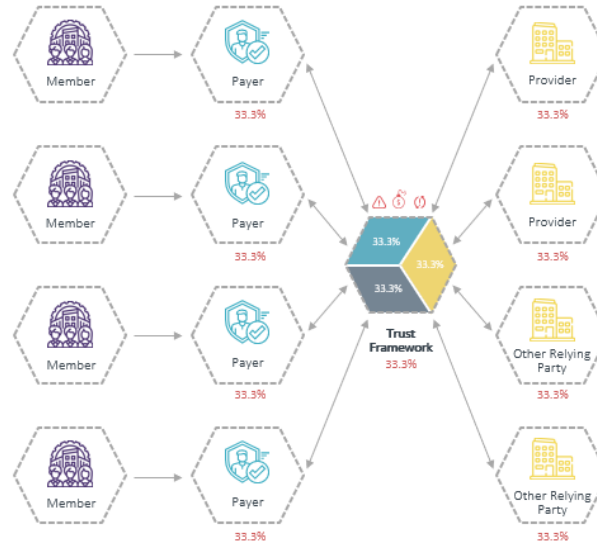 Member
Payer
33.3%
Provider
33.3%
Member
Payer
33.3%
Provider
33.3%
33.3%
33.3%
33.3%
Trust
Framework
33.3%
Member
Payer
33.3%
Other Relying
Party
33.3%
Member
Payer
33.3%
Other Relying
Party
33.3%